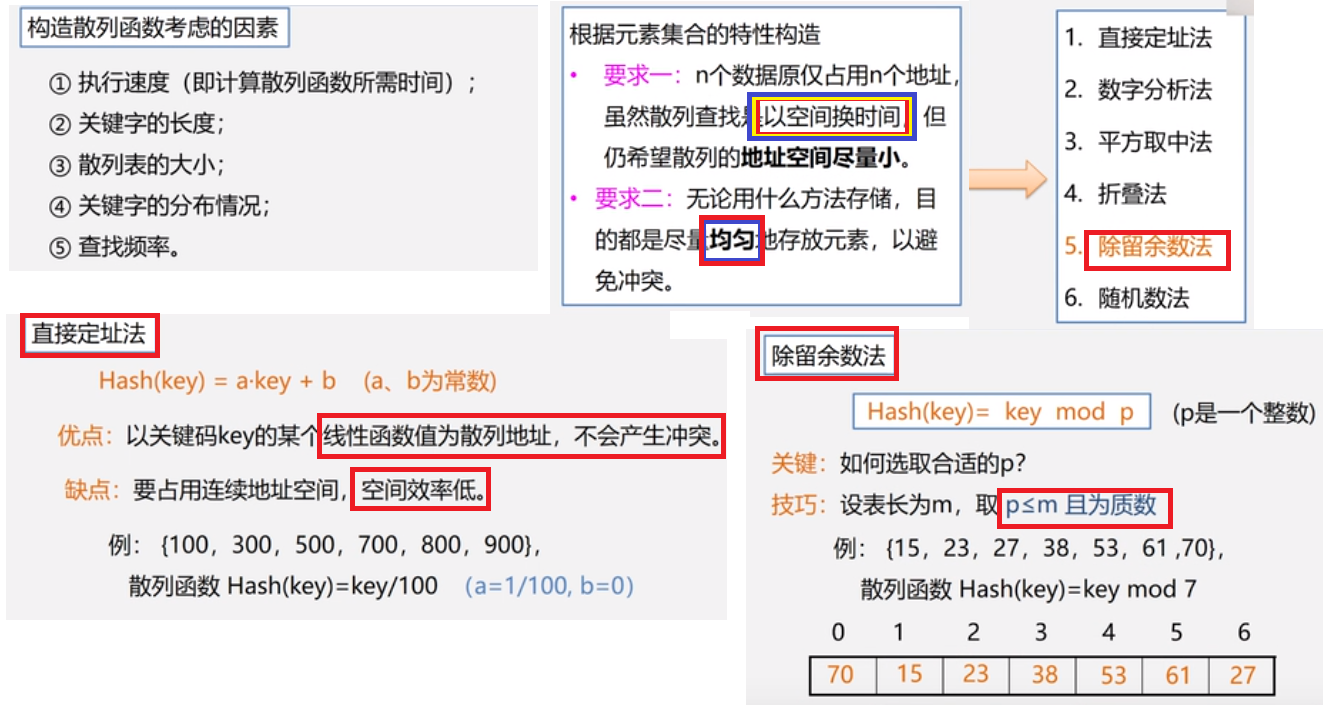 构造散列函数考虑的因素
① 执行速度（即计算散列函数所需时间）;
② 关键字的长度;
③ 散列表的大小;
④ 关键字的分布情况;
⑤ 查找频率。
根据元素集合的特性构造
• 要求一：n个数据原仅占用n个地址，
虽然散列查找是以空间换时间，但
仍希望散列的地址空间尽量小。
• 要求二：无论用什么方法存储，目
的都是尽量均匀地存放元素，以避
免冲突。
1. 直接定址法
2. 数字分析法
3. 平方取中法
4. 折叠法
5. 除留余数法
6. 随机数法
直接定址法
Hash(key) = a·key + b (a、b为常数)
优点：以关键码key的某个线性函数值为散列地址，不会产生冲突。
缺点：要占用连续地址空间，空间效率低。
例： {100，300，500，700，800，900}，
散列函数 Hash(key)=key/100 （a=1/100, b=0）
除留余数法
Hash(key)= key mod p (p是一个整数)
关键：如何选取合适的p?
技巧：设表长为m，取 p≤m 且为质数
例： {15，23，27，38，53，61 ,70}，
散列函数 Hash(key)=key mod 7
0 1 2 3 4 5 6
70 15 23 38 53 61 27